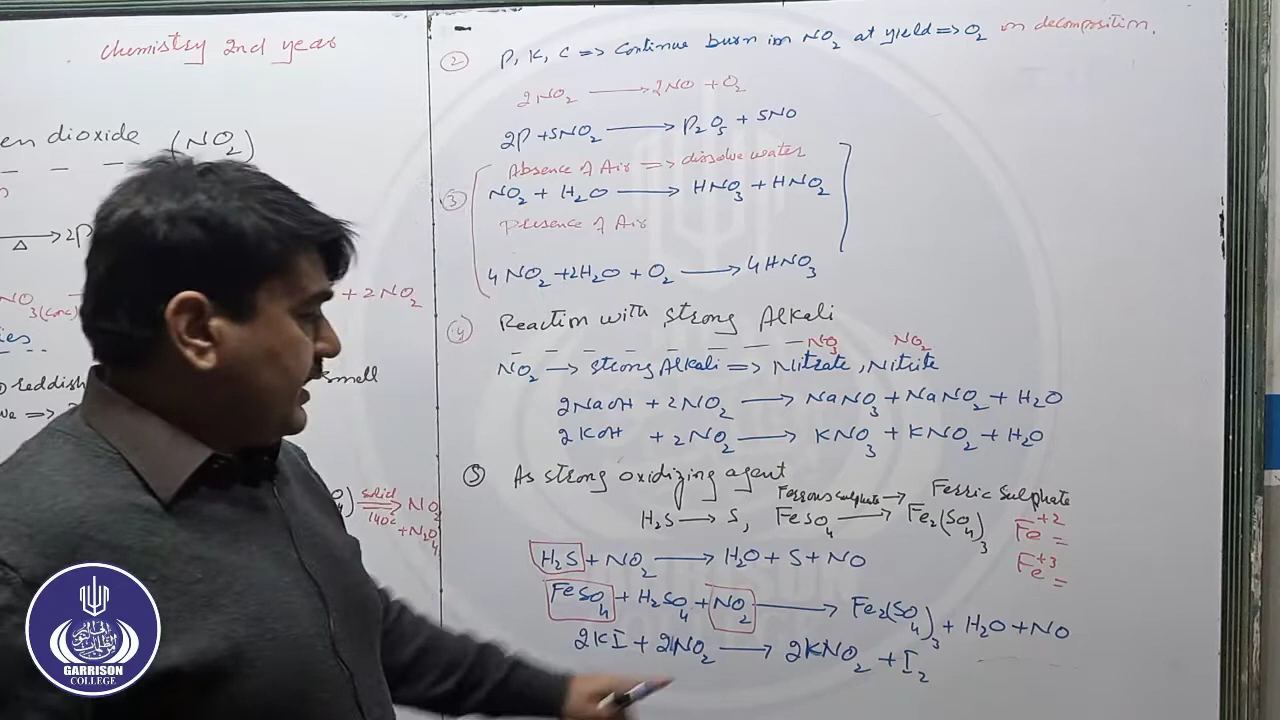 Chemistry 2nd year
en dioxide (NO2)
→ 2P
Δ
NO3(conc)
+ 2NO2
ies
reddish
smell
solid
140c
NO2
+N2O4
② P, K, C => Continue burn in NO2 at yield => O2 on decomposition.
2NO2 → 2NO + O2
2P + 5NO2 → P2O5 + 5NO
③ Absence of Air => dissolve water
NO2 + H2O → HNO3 + HNO2
presence of Air
4NO2 + 2H2O + O2 → 4HNO3
④ Reaction with strong Alkali
NO3 NO2
NO2 → strong Alkali => Nitrate, Nitrite
2NaOH + 2NO2 → NaNO3 + NaNO2 + H2O
2KOH + 2NO2 → KNO3 + KNO2 + H2O
⑤ As strong oxidizing agent
Ferrous sulphate → Ferric Sulphate
H2S → S, FeSO4 → Fe2(SO4)3
Fe+2
Fe+3
H2S + NO2 → H2O + S + NO
FeSO4 + H2SO4 + NO2 → Fe2(SO4)3 + H2O + NO
2KI + 2NO2 → 2KNO2 + I2
GARRISON
COLLEGE